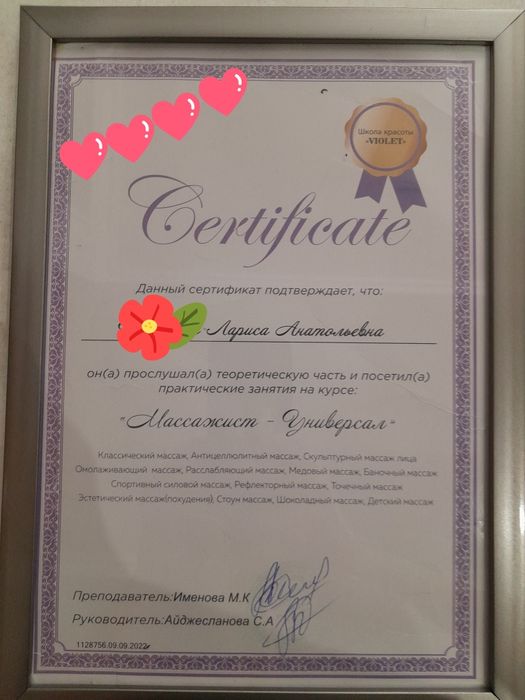 Школа красоты
«VIOLET»
Certificate
Данный сертификат подтверждает, что:
Лариса Анатольевна
он(а) прослушал(а) теоретическую часть и посетил(а)
практические занятия на курсе:
"Массажист - Универсал"
Классический массаж, Антицеллюлитный массаж, Скульптурный массаж лица
Омолаживающий массаж, Расслабляющий массаж, Медовый массаж, Баночный массаж
Спортивный силовой массаж, Рефлекторный массаж, Точечный массаж
Эстетический массаж(похудения), Стоун массаж, Шоколадный массаж, Детский массаж
Преподаватель:Именова М.К
Руководитель:Айджесланова С.А
1128756.09.09.2022